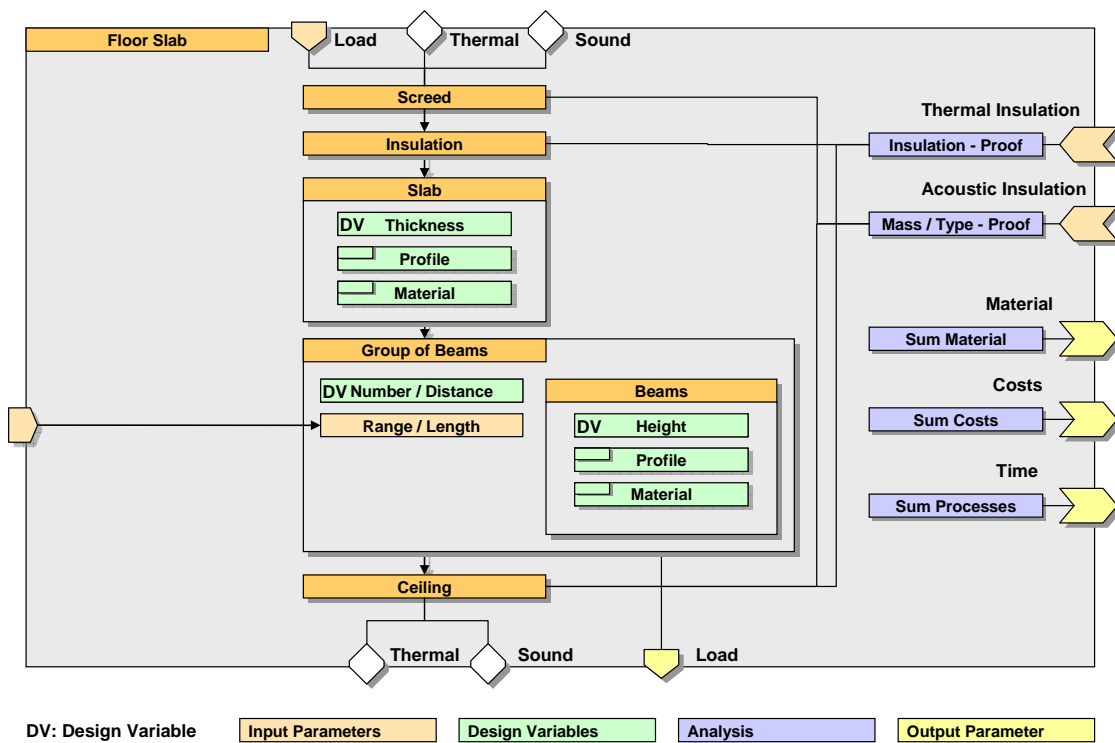 Floor Slab
Load
Thermal
Sound
Screed
Thermal Insulation
Insulation
Insulation - Proof
Slab
Acoustic Insulation
DV Thickness
Mass / Type - Proof
Profile
Material
Material
Sum Material
Group of Beams
Costs
DV Number / Distance
Beams
Range / Length
DV Height
Sum Costs
Profile
Time
Material
Sum Processes
Ceiling
Thermal
Sound
Load
DV: Design Variable
Input Parameters
Design Variables
Analysis
Output Parameter